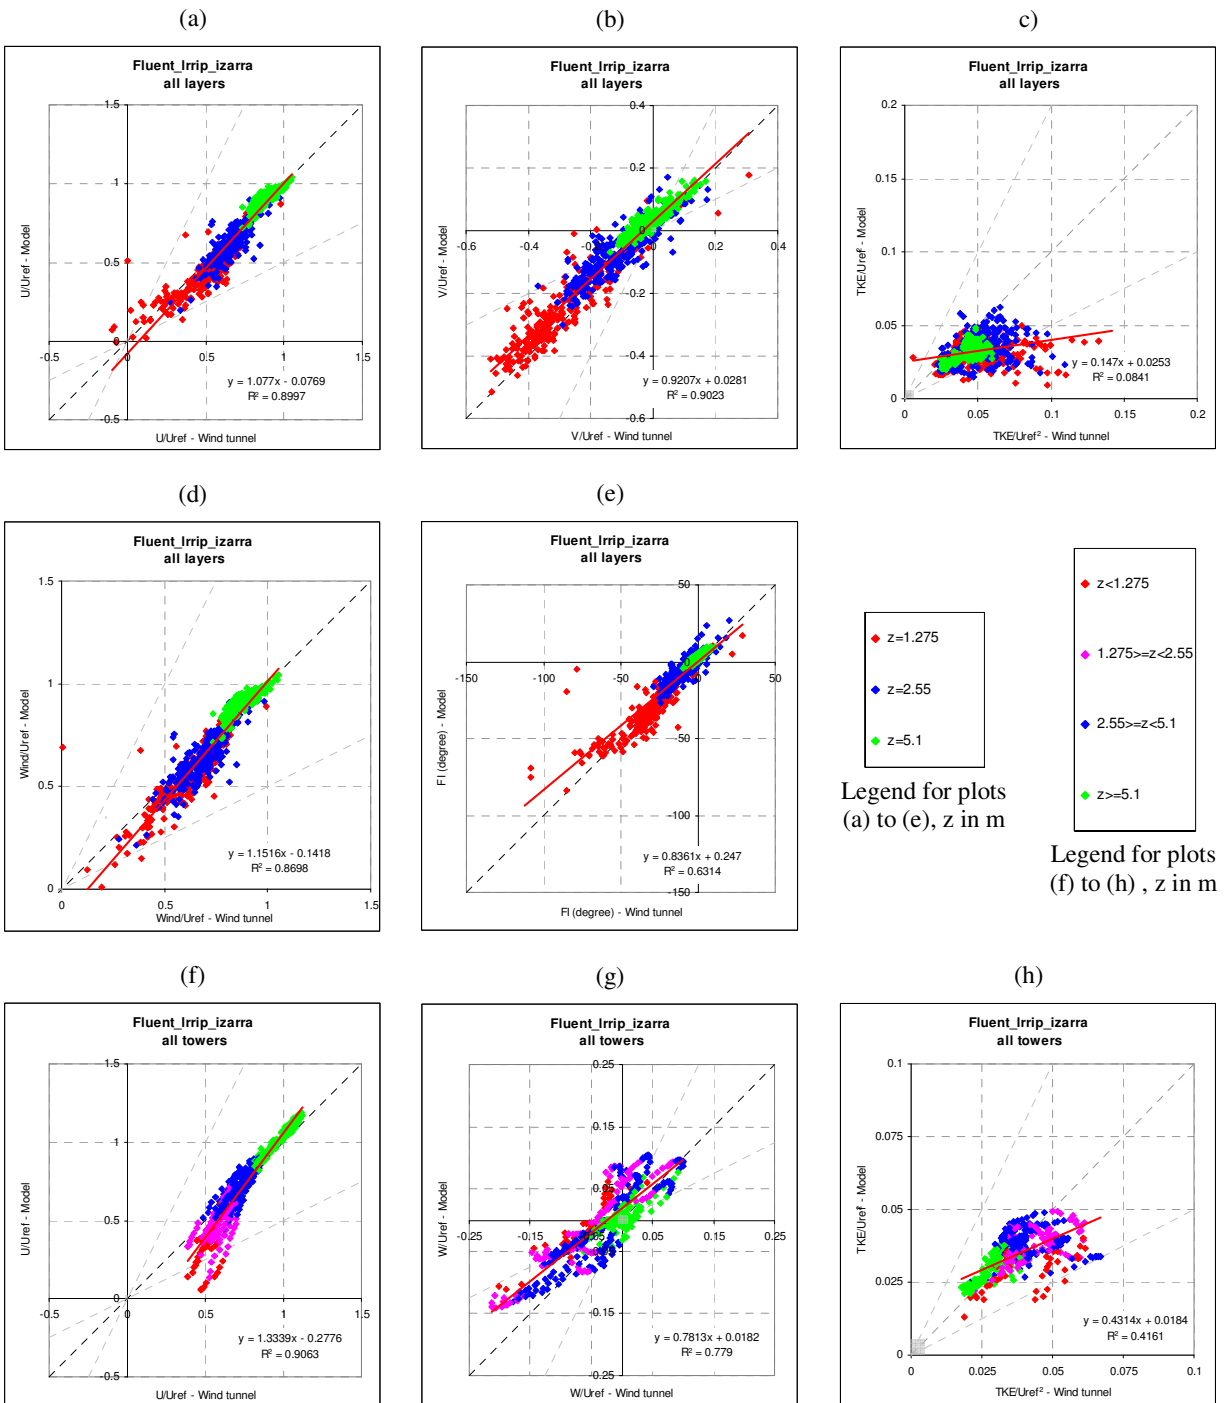 (a)
Fluent_Irrip_izarra
all layers
1.5
1
0.5
0
-0.5
-0.5
0
0.5
1
1.5
U/Uref - Model
y = 1.077x - 0.0769
R² = 0.8997
U/Uref - Wind tunnel
(b)
Fluent_Irrip_izarra
all layers
0.4
0.2
0
-0.2
-0.4
-0.6
-0.6
-0.4
-0.2
0
0.2
0.4
V/Uref - Model
y = 0.9207x + 0.0281
R² = 0.9023
V/Uref - Wind tunnel
c)
Fluent_Irrip_izarra
all layers
0.2
0.15
0.1
0.05
0
0
0.05
0.1
0.15
0.2
TKE/Uref² - Model
y = 0.147x + 0.0253
R² = 0.0841
TKE/Uref² - Wind tunnel
(d)
Fluent_Irrip_izarra
all layers
1.5
1
0.5
0
0
0.5
1
1.5
Wind/Uref - Model
y = 1.1516x - 0.1418
R² = 0.8698
Wind/Uref - Wind tunnel
(e)
Fluent_Irrip_izarra
all layers
-150
-100
-50
0
50
50
0
-50
-100
-150
FI (degree) - Model
y = 0.8361x + 0.247
R² = 0.6314
FI (degree) - Wind tunnel
z=1.275
z=2.55
z=5.1
Legend for plots
(a) to (e), z in m
z<1.275
1.275>=z<2.55
2.55>=z<5.1
z>=5.1
Legend for plots
(f) to (h) , z in m
(f)
Fluent_Irrip_izarra
all towers
1.5
1
0.5
0
-0.5
-0.5
0
0.5
1
1.5
U/Uref - Model
y = 1.3339x - 0.2776
R² = 0.9063
U/Uref - Wind tunnel
(g)
Fluent_Irrip_izarra
all towers
0.25
0.15
0.05
-0.05
-0.15
-0.25
-0.25
-0.15
-0.05
0.05
0.15
0.25
W/Uref - Model
y = 0.7813x + 0.0182
R² = 0.779
W/Uref - Wind tunnel
(h)
Fluent_Irrip_izarra
all towers
0.1
0.075
0.05
0.025
0
0
0.025
0.05
0.075
0.1
TKE/Uref² - Model
y = 0.4314x + 0.0184
R² = 0.4161
TKE/Uref² - Wind tunnel